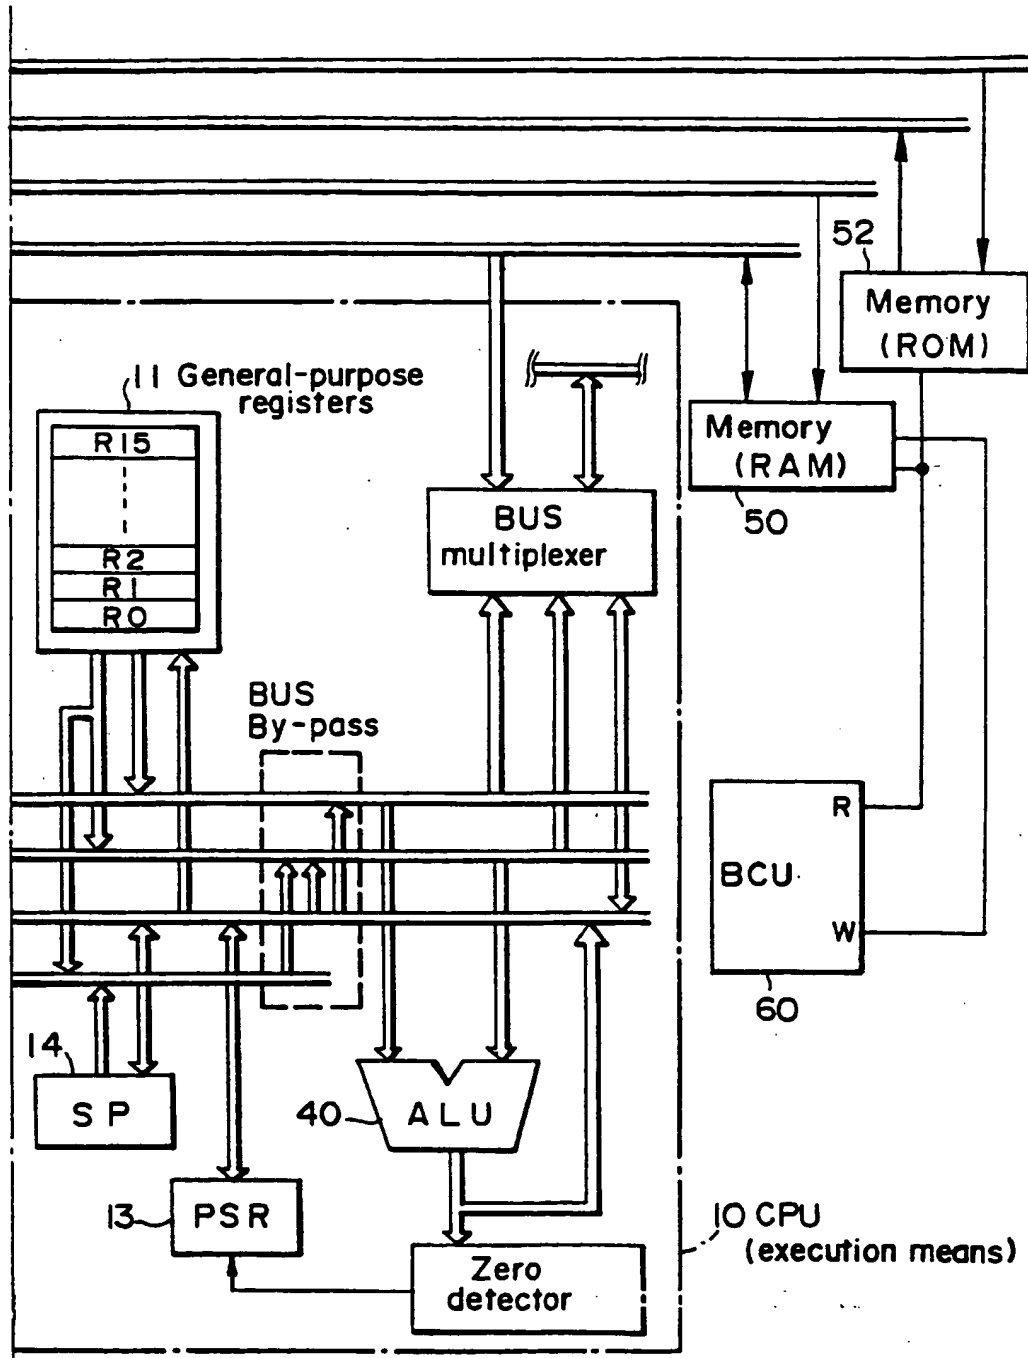 52
Memory
(ROM)
11 General-purpose
registers
R15
R2
R1
R0
Memory
(RAM)
50
BUS
multiplexer
BUS
By-pass
R
BCU
W
60
14
SP
40
ALU
13
PSR
10 CPU
(execution means)
Zero
detector